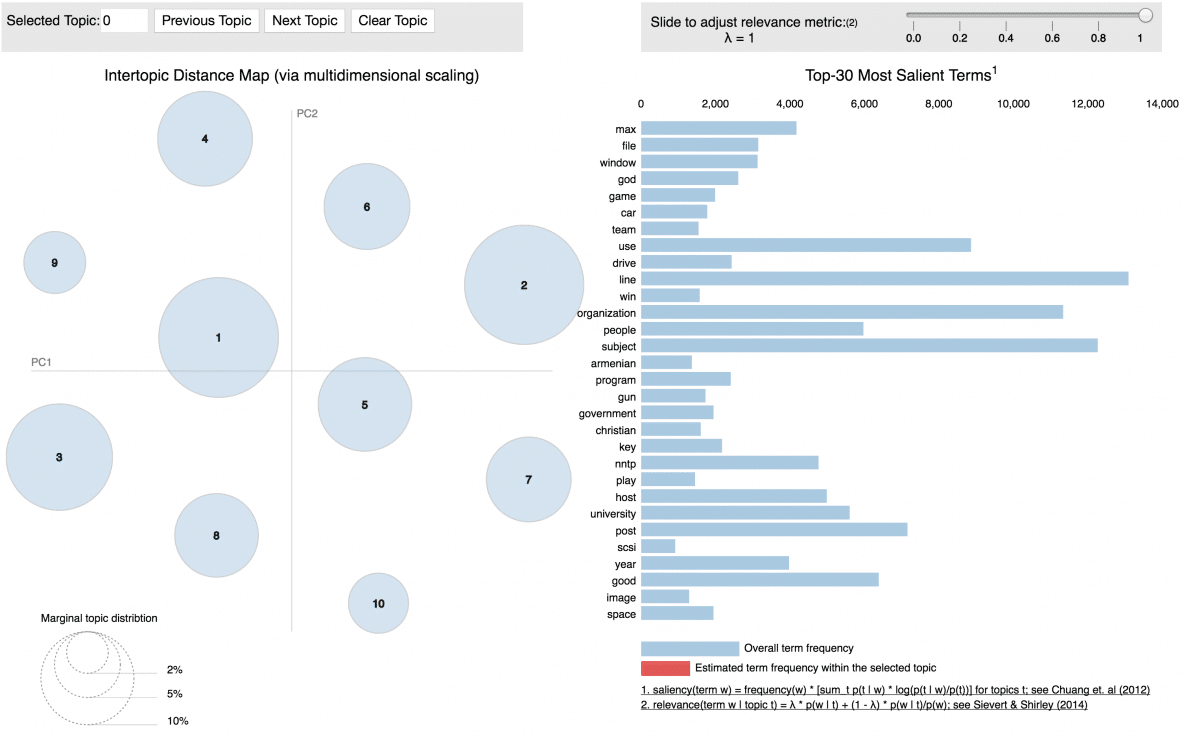 Selected Topic: 0 Previous Topic Next Topic Clear Topic
Slide to adjust relevance metric:(2)
λ = 1
0.0 0.2 0.4 0.6 0.8 1
Intertopic Distance Map (via multidimensional scaling)
PC2
PC1
4
6
9
2
1
5
3
7
8
10
Marginal topic distribtion
2%
5%
10%
Top-30 Most Salient Terms1
0 2,000 4,000 6,000 8,000 10,000 12,000 14,000
max
file
window
god
game
car
team
use
drive
line
win
organization
people
subject
armenian
program
gun
government
christian
key
nntp
play
host
university
post
scsi
year
good
image
space
Overall term frequency
Estimated term frequency within the selected topic
1. saliency(term w) = frequency(w) * [sum_t p(t | w) * log(p(t | w)/p(t))] for topics t; see Chuang et. al (2012)
2. relevance(term w | topic t) = λ * p(w | t) + (1 - λ) * p(w | t)/p(w); see Sievert & Shirley (2014)